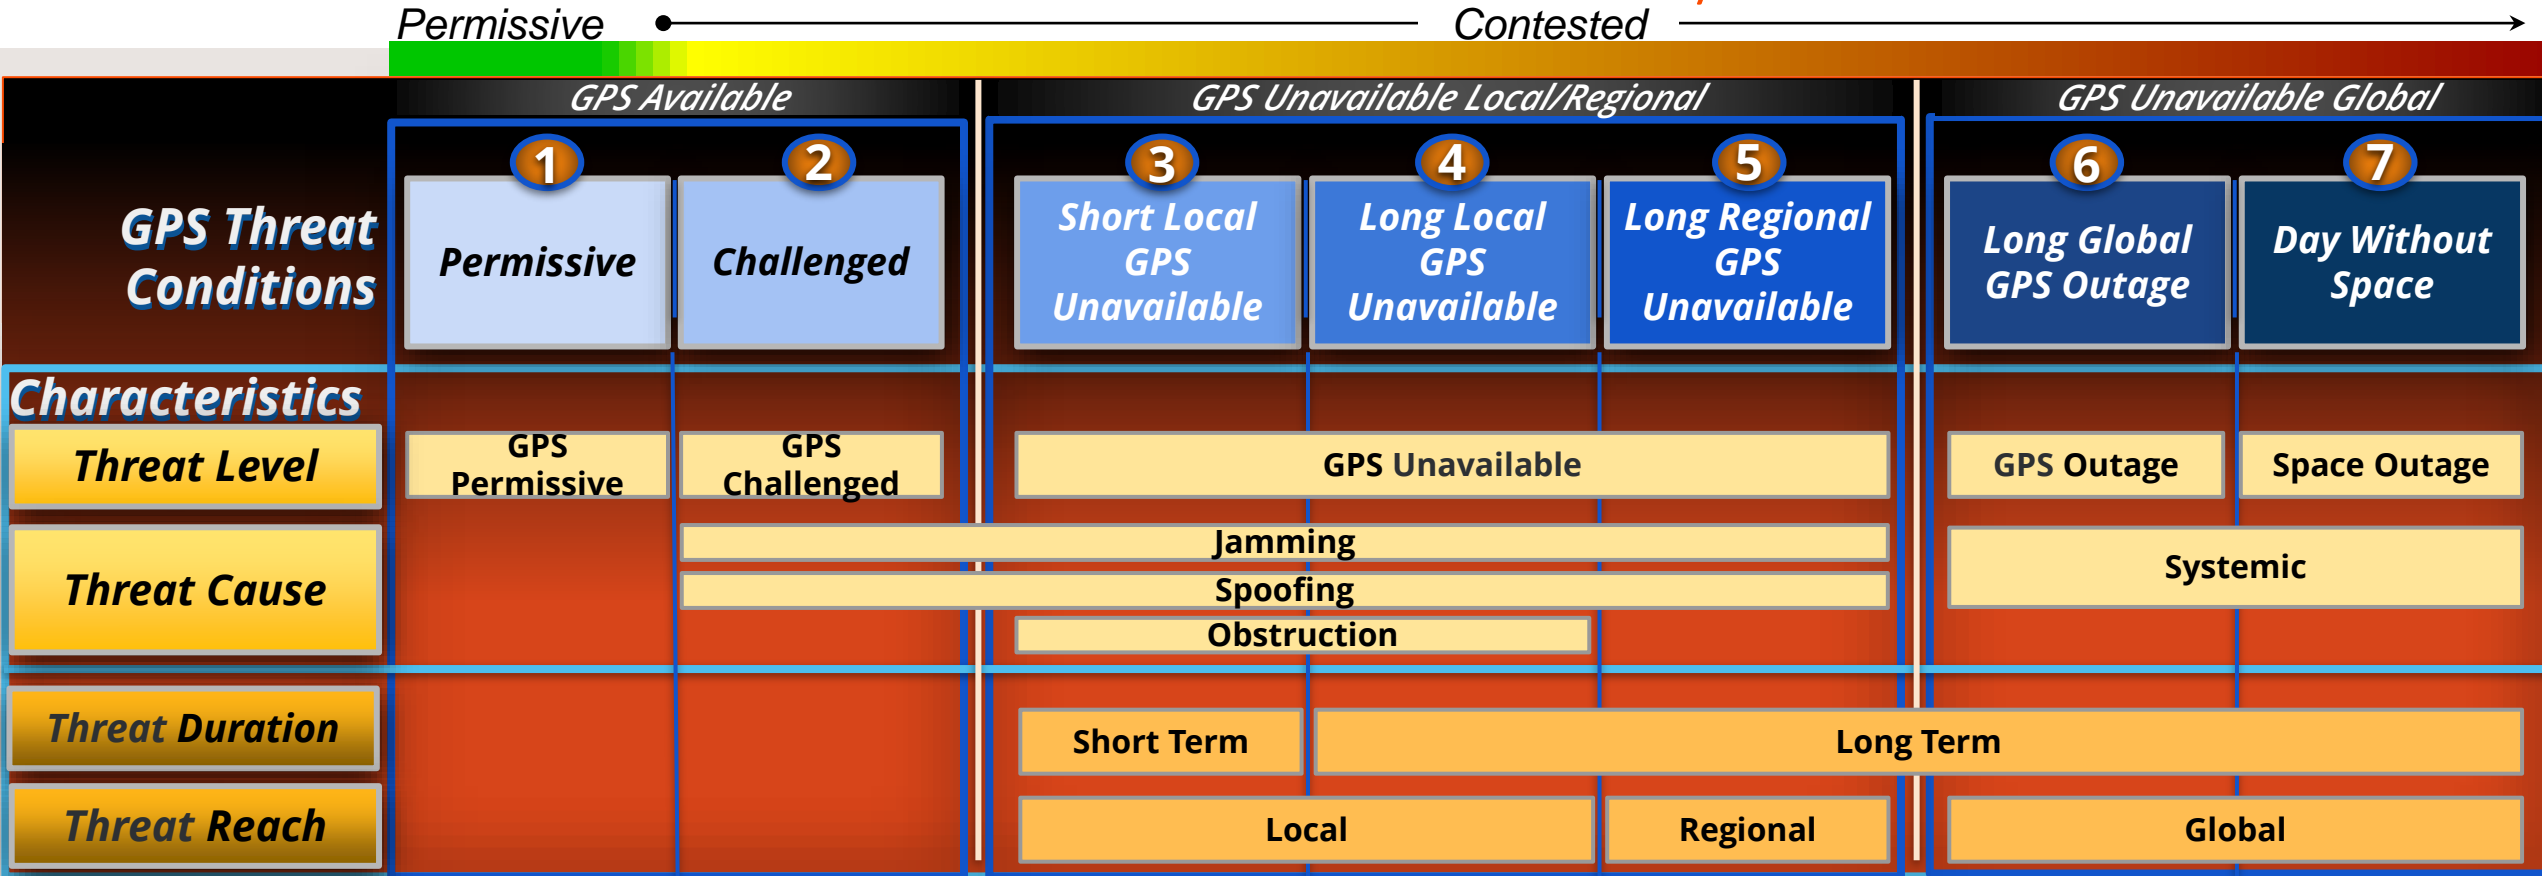 Permissive
Contested
GPS Available
GPS Unavailable Local/Regional
GPS Unavailable Global
1
2
3
4
5
6
7
GPS Threat
Conditions
Permissive
Challenged
Short Local
GPS
Unavailable
Long Local
GPS
Unavailable
Long Regional
GPS
Unavailable
Long Global
GPS Outage
Day Without
Space
Characteristics
Threat Level
GPS
Permissive
GPS
Challenged
GPS Unavailable
GPS Outage
Space Outage
Threat Cause
Jamming
Spoofing
Obstruction
Systemic
Threat Duration
Short Term
Long Term
Threat Reach
Local
Regional
Global